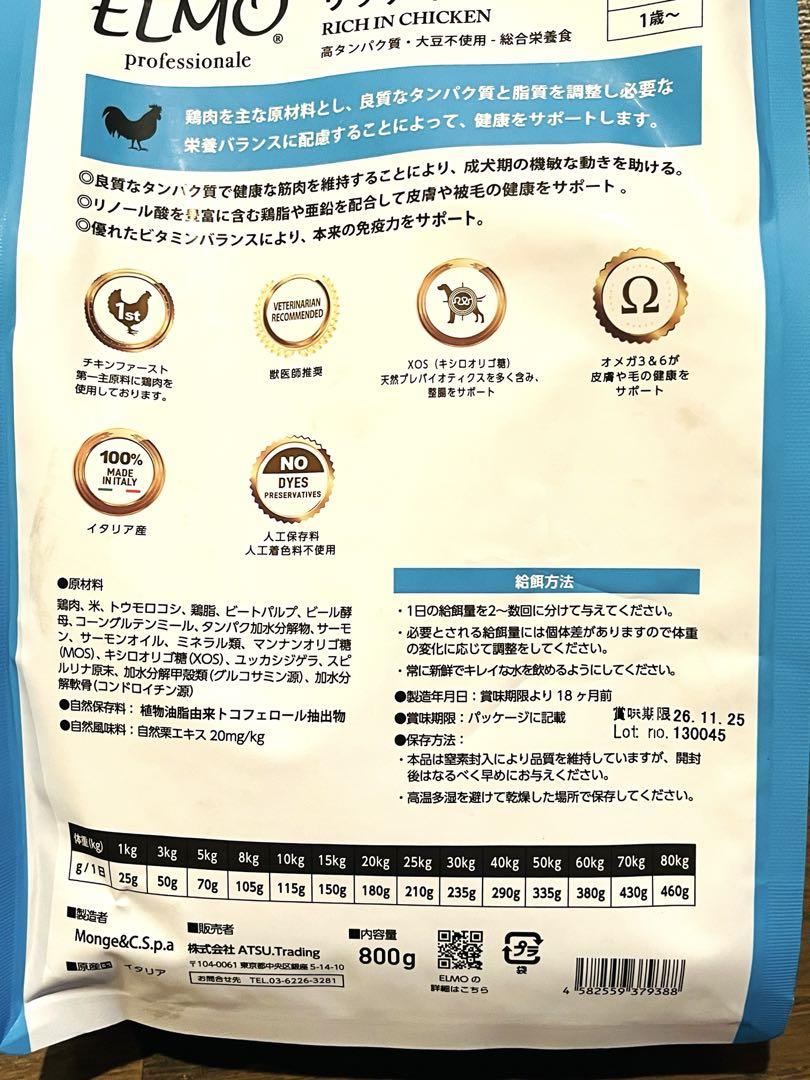 ELMO®
professionale
RICH IN CHICKEN
高タンパク質・大豆不使用 - 総合栄養食
1歳～
鶏肉を主な原材料とし、良質なタンパク質と脂質を調整し必要な
栄養バランスに配慮することによって、健康をサポートします。
◎良質なタンパク質で健康な筋肉を維持することにより、成犬期の機敏な動きを助ける。
◎リノール酸を豊富に含む鶏脂や亜鉛を配合して皮膚や被毛の健康をサポート。
◎優れたビタミンバランスにより、本来の免疫力をサポート。
1st
チキンファースト
第一主原料に鶏肉を
使用しております。
VETERINARIAN
RECOMMENDED
獣医師推奨
XOS（キシロオリゴ糖）
天然プレバイオティクスを多く含み、
整腸をサポート
Ω
オメガ3&6が
皮膚や毛の健康を
サポート
100%
MADE
IN ITALY
イタリア産
NO
DYES
PRESERVATIVES
人工保存料
人工着色料不使用
●原材料
鶏肉、米、トウモロコシ、鶏脂、ビートパルプ、ビール酵
母、コーングルテンミール、タンパク加水分解物、サーモ
ン、サーモンオイル、ミネラル類、マンナンオリゴ糖
(MOS)、キシロオリゴ糖(XOS)、ユッカシジゲラ、スピ
ルリナ原末、加水分解甲殻類(グルコサミン源)、加水分
解軟骨(コンドロイチン源)
●自然保存料：植物油脂由来トコフェロール抽出物
●自然風味料：自然栗エキス 20mg/kg
給餌方法
・1日の給餌量を2〜数回に分けて与えてください。
・必要とされる給餌量には個体差がありますので体重
の変化に応じて調整をしてください。
・常に新鮮でキレイな水を飲めるようにしてください。
●製造年月日：賞味期限より 18 ヶ月前
●賞味期限：パッケージに記載
賞味期限26.11.25
Lot no.130045
●保存方法：
・本品は窒素封入により品質を維持していますが、開封
後はなるべく早めにお与えください。
・高温多湿を避けて乾燥した場所で保存してください。
体重(kg) 1kg 3kg 5kg 8kg 10kg 15kg 20kg 25kg 30kg 40kg 50kg 60kg 70kg 80kg
g/1日 25g 50g 70g 105g 115g 150g 180g 210g 235g 290g 335g 380g 430g 460g
■製造者
Monge&C.S.p.a
■原産国 イタリア
■販売者
株式会社 ATSU.Trading
〒104-0061 東京都中央区銀座 5-14-10
お問合せ先 TEL.03-6226-3281
■内容量
800g
ELMO の
詳細はこちら
プラ
袋
4 582559 379388